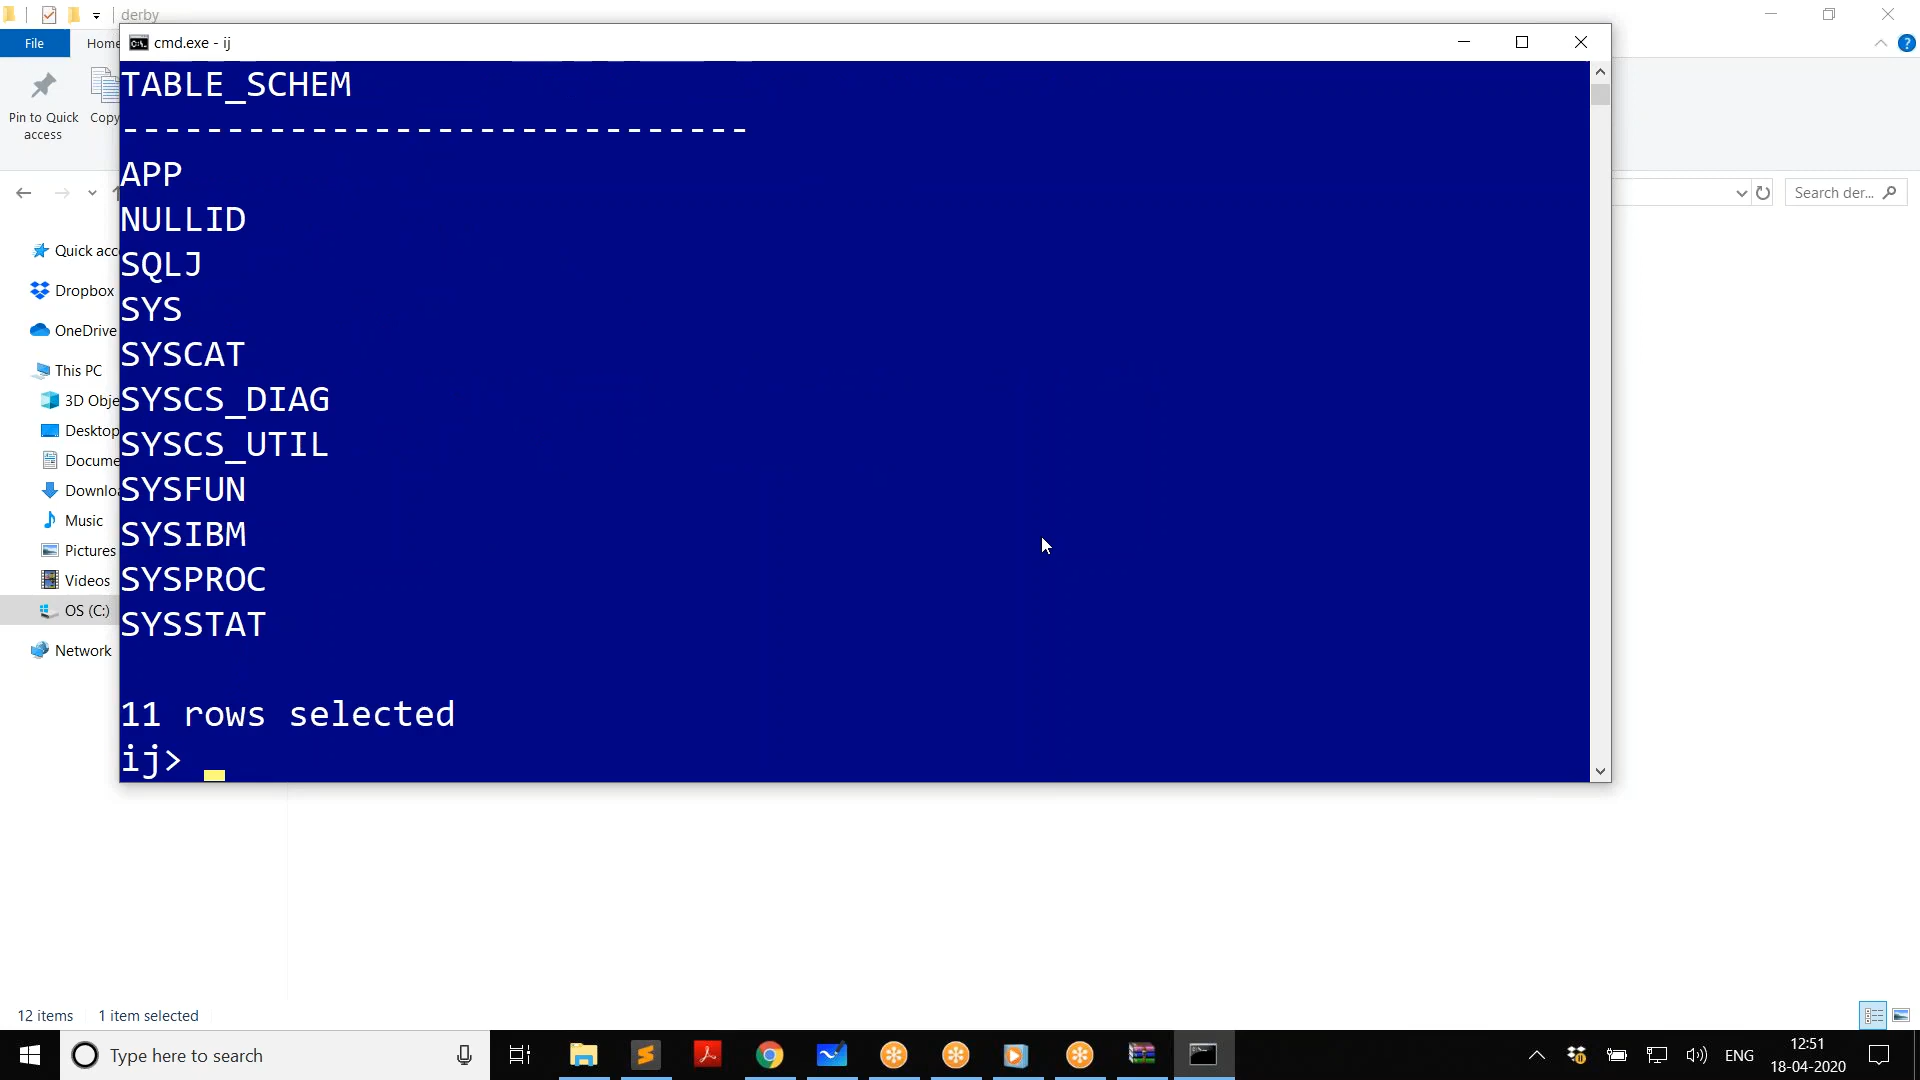 derby
File
Home
cmd.exe - ij
Pin to Quick
access
Copy
Search der...
Quick acc
Dropbox
OneDrive
This PC
3D Obje
Desktop
Docume
Downlo
Music
Pictures
Videos
OS (C:)
Network
TABLE_SCHEM
------------------------------
APP
NULLID
SQLJ
SYS
SYSCAT
SYSCS_DIAG
SYSCS_UTIL
SYSFUN
SYSIBM
SYSPROC
SYSSTAT
11 rows selected
ij>
12 items
1 item selected
Type here to search
ENG
12:51
18-04-2020